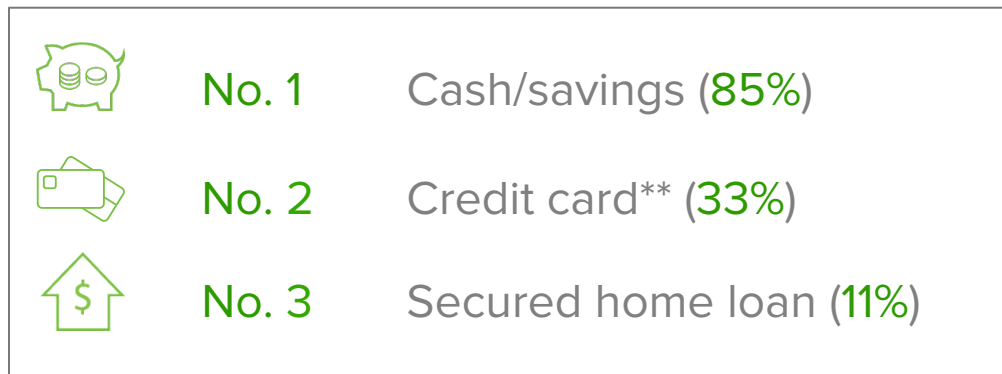 No. 1 Cash/savings (85%)
No. 2 Credit card** (33%)
$ No. 3 Secured home loan (11%)